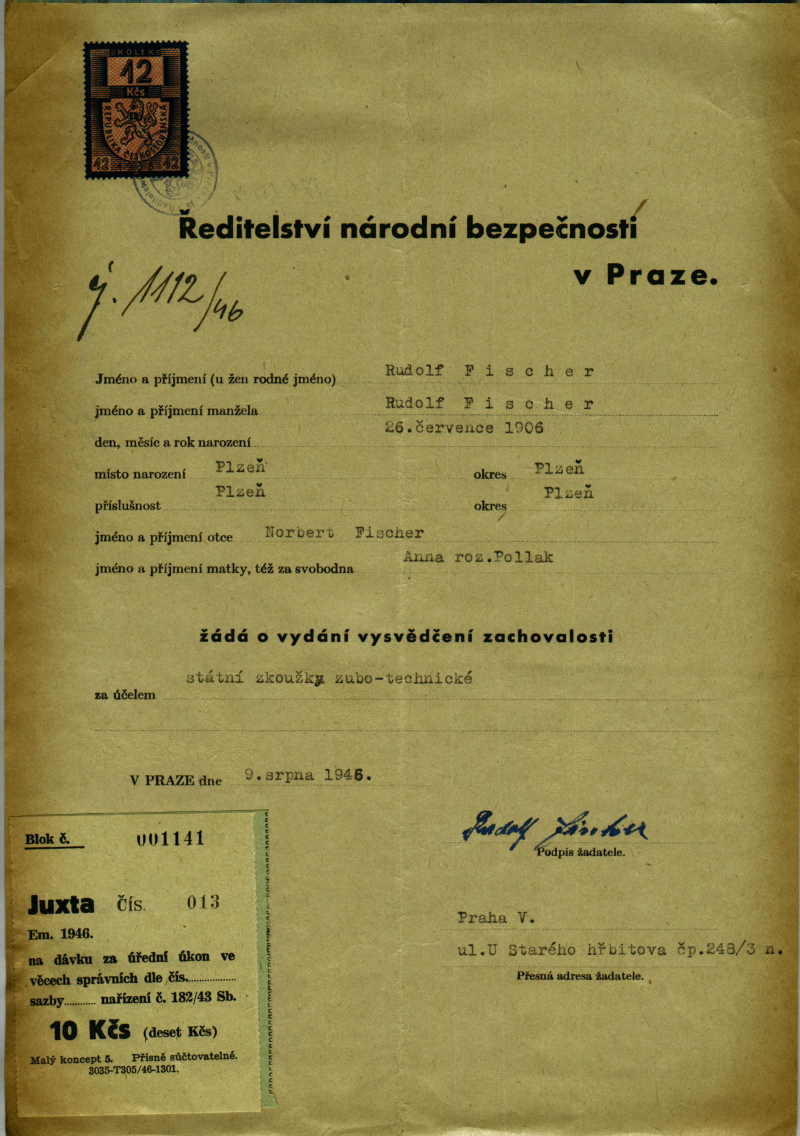 KOLEK
12
Kčs
REPUBLIKA ČESKOSLOVENSKÁ
12 12
Ředitelství národní bezpečnosti
v Praze.
j. 1112/46
Jméno a příjmení (u žen rodné jméno) Rudolf F i s c h e r
jméno a příjmení manžela Rudolf F i s c h e r
den, měsíc a rok narození 26.července 1906
místo narození Plzeň okres Plzeň
příslušnost Plzeň okres Plzeň
jméno a příjmení otce Norbert Fischer
jméno a příjmení matky, též za svobodna Anna roz.Pollak
žádá o vydání vysvědčení zachovalosti
za účelem státní zkoušky zubo-technické
V PRAZE dne 9.srpna 1946.
Rudolf Fischer
Podpis žadatele.
Praha V.
ul.U Starého hřbitova čp.248/3 n.
Přesná adresa žadatele.
Blok č. 001141
Juxta čís. 013
Em. 1946.
na dávku za úřední úkon ve
věcech správních dle čís.
sazby nařízení č. 182/43 Sb.
10 Kčs (deset Kčs)
Malý koncept 5. Přísně súčtovatelné.
3035-T305/46-1301.